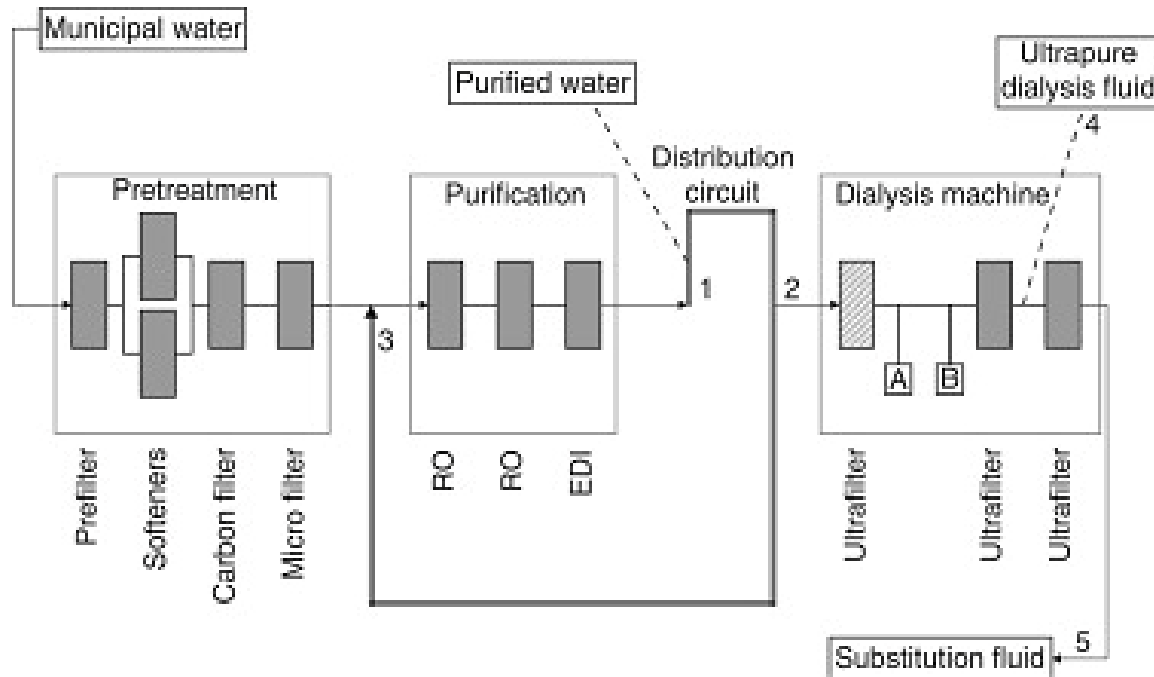 Municipal water
Ultrapure
dialysis fluid
4
Purified water
Distribution
circuit
Pretreatment
Purification
Dialysis machine
1
2
3
A
B
Prefilter
Softeners
Carbon filter
Micro filter
RO
RO
EDI
Ultrafilter
Ultrafilter
Ultrafilter
5
Substitution fluid